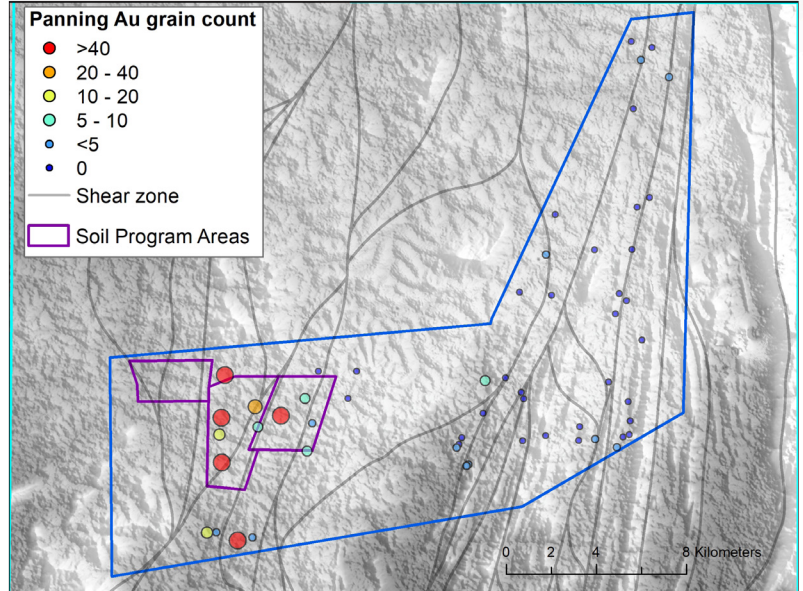 Panning Au grain count
>40
20 - 40
10 - 20
5 - 10
<5
0
Shear zone
Soil Program Areas
0 2 4 8 Kilometers